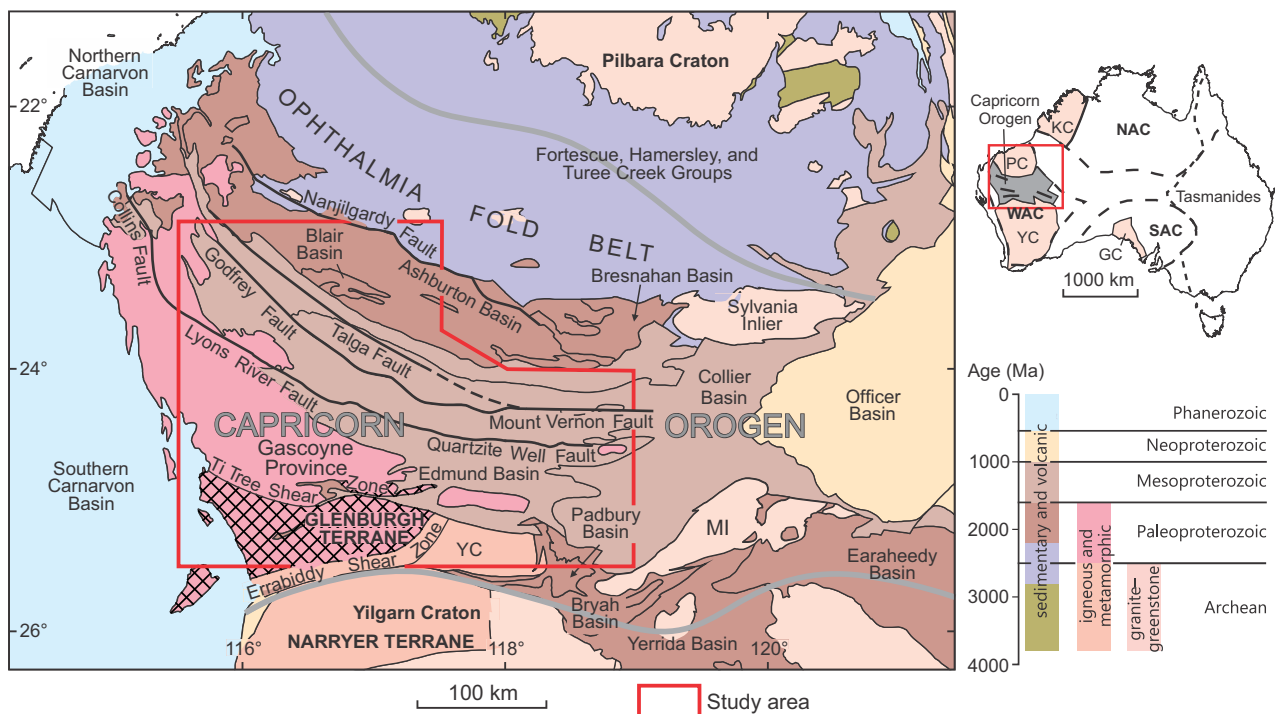 Northern
Carnarvon
Basin
Pilbara Craton
22°
OPHTHALMIA
FOLD
BELT
Fortescue, Hamersley, and
Turee Creek Groups
Nanjilgardy
Fault
Collins Fault
Blair
Basin
Ashburton Basin
Bresnahan Basin
Godfrey
Fault
Talga Fault
Sylvania
Inlier
Lyons River Fault
24°
Collier
Basin
Officer
Basin
CAPRICORN
OROGEN
Mount Vernon Fault
Quartzite Well Fault
Gascoyne
Province
Edmund Basin
Southern
Carnarvon
Basin
Ti Tree Shear
Zone
GLENBURGH
TERRANE
Padbury
Basin
MI
YC
Errabiddy Shear Zone
Earaheedy
Basin
Bryah
Basin
Yilgarn Craton
NARRYER TERRANE
Yerrida Basin
26°
116°
118°
120°
100 km
Study area
Capricorn
Orogen
KC
NAC
PC
WAC
YC
SAC
GC
Tasmanides
1000 km
Age (Ma)
0
1000
2000
3000
4000
sedimentary and volcanic
igneous and
metamorphic
granite–
greenstone
Phanerozoic
Neoproterozoic
Mesoproterozoic
Paleoproterozoic
Archean